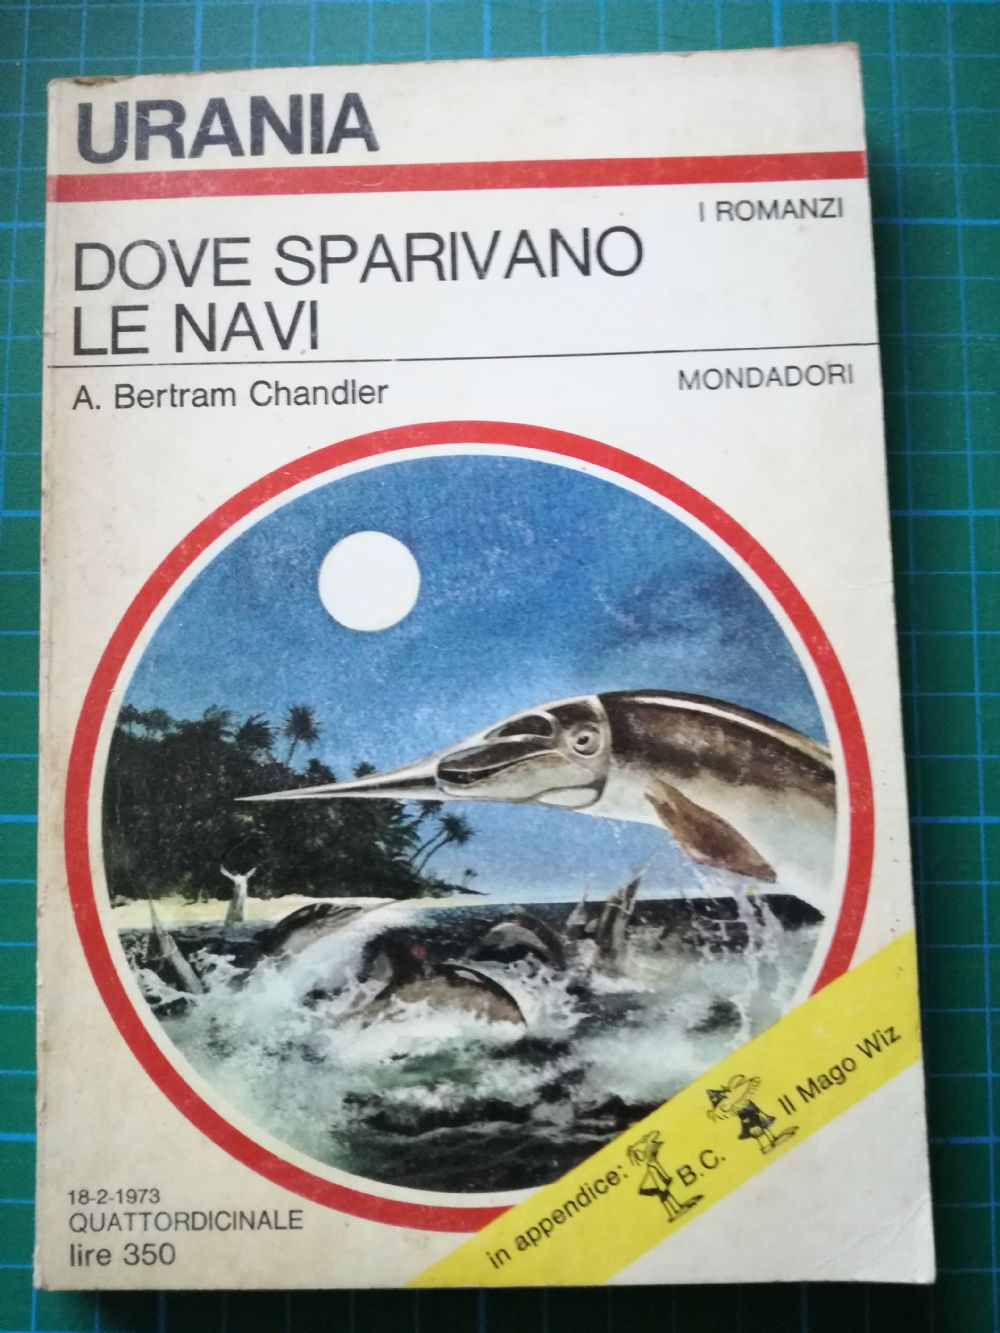 URANIA
I ROMANZI
DOVE SPARIVANO
LE NAVI
A. Bertram Chandler
MONDADORI
in appendice:
B.C.
Il Mago Wiz
18-2-1973
QUATTORDICINALE
lire 350